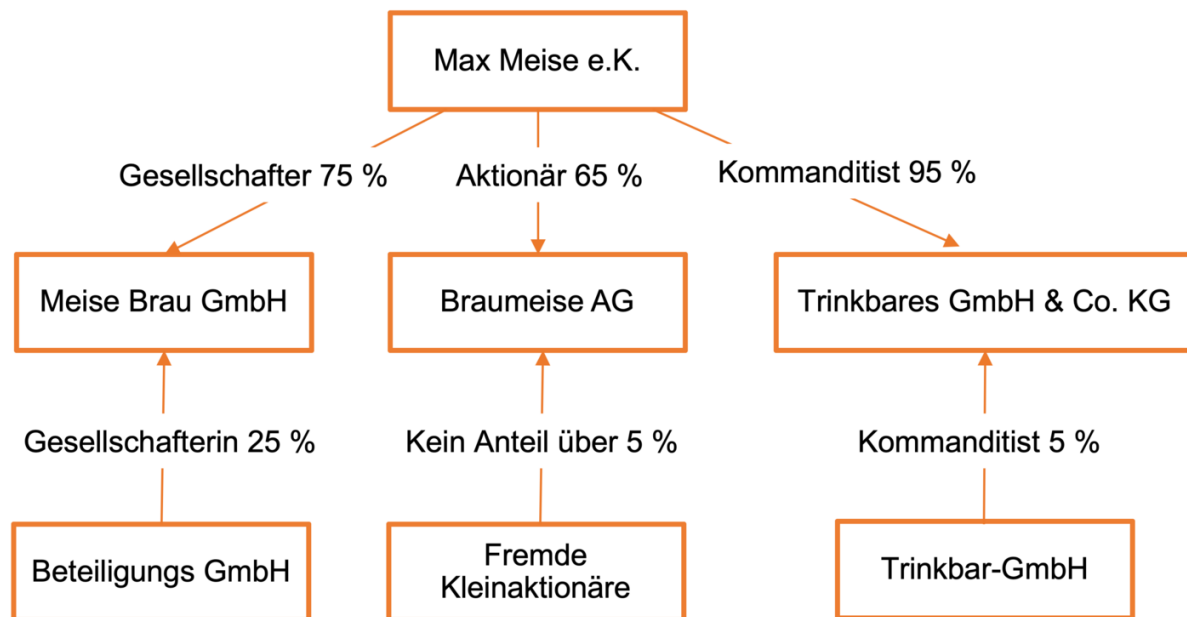 Max Meise e.K.
Gesellschafter 75 %
Aktionär 65 %
Kommanditist 95 %
Meise Brau GmbH
Braumeise AG
Trinkbares GmbH & Co. KG
Gesellschafterin 25 %
Kein Anteil über 5 %
Kommanditist 5 %
Beteiligungs GmbH
Fremde
Kleinaktionäre
Trinkbar-GmbH